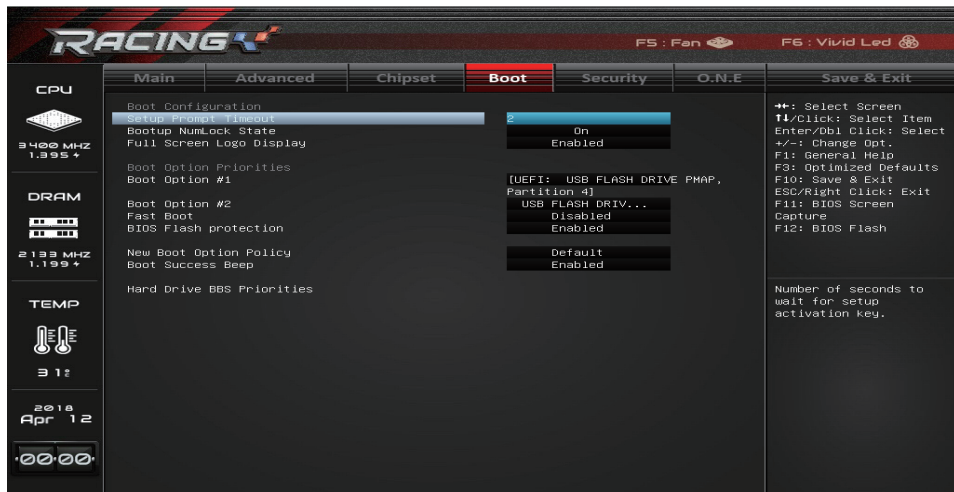 RACING
F5 : Fan
F6 : Vivid Led
Main Advanced Chipset Boot Security O.N.E Save & Exit
CPU
3400 MHZ
1.395 +
DRAM
2133 MHZ
1.199 +
TEMP
31
2018
Apr 12
00:00
Boot Configuration
Setup Prompt Timeout 2
Bootup NumLock State On
Full Screen Logo Display Enabled
Boot Option Priorities
Boot Option #1 [UEFI: USB FLASH DRIVE PMAP,
Partition 4]
Boot Option #2 USB FLASH DRIV...
Fast Boot Disabled
BIOS Flash protection Enabled
New Boot Option Policy Default
Boot Success Beep Enabled
Hard Drive BBS Priorities
→←: Select Screen
↑↓/Click: Select Item
Enter/Dbl Click: Select
+/-: Change Opt.
F1: General Help
F3: Optimized Defaults
F10: Save & Exit
ESC/Right Click: Exit
F11: BIOS Screen
Capture
F12: BIOS Flash
Number of seconds to
wait for setup
activation key.